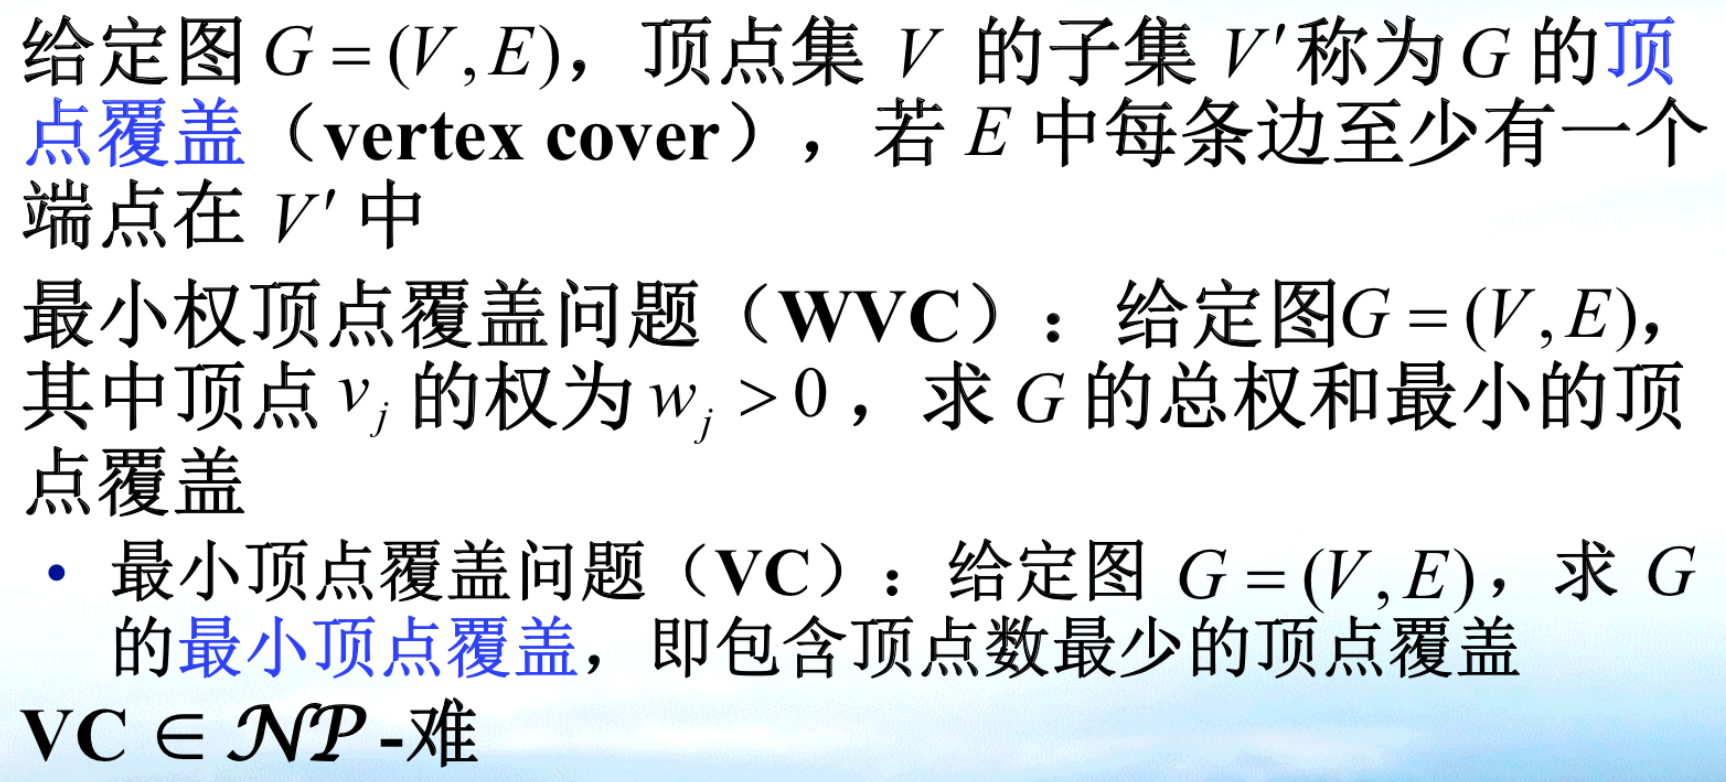 给定图 G = (V, E)，顶点集 V 的子集 V′称为 G 的顶
点覆盖（vertex cover），若 E 中每条边至少有一个
端点在 V′ 中
最小权顶点覆盖问题（WVC）：给定图G = (V, E)，
其中顶点 v_j 的权为 w_j > 0，求 G 的总权和最小的顶
点覆盖
• 最小顶点覆盖问题（VC）：给定图 G = (V, E)，求 G
的最小顶点覆盖，即包含顶点数最少的顶点覆盖
VC ∈ 𝒩𝒫 -难